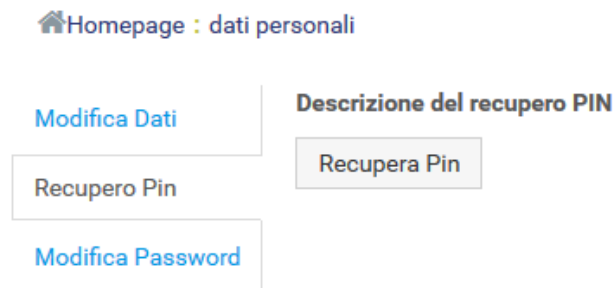 Homepage : dati personali
Modifica Dati
Recupero Pin
Modifica Password
Descrizione del recupero PIN
Recupera Pin